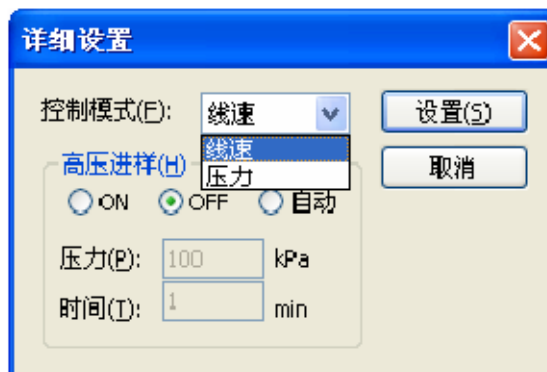 详细设置
控制模式(F): 线速 设置(S)
线速
压力
高压进样(H) 取消
ON OFF 自动
压力(P): 100 kPa
时间(T): 1 min